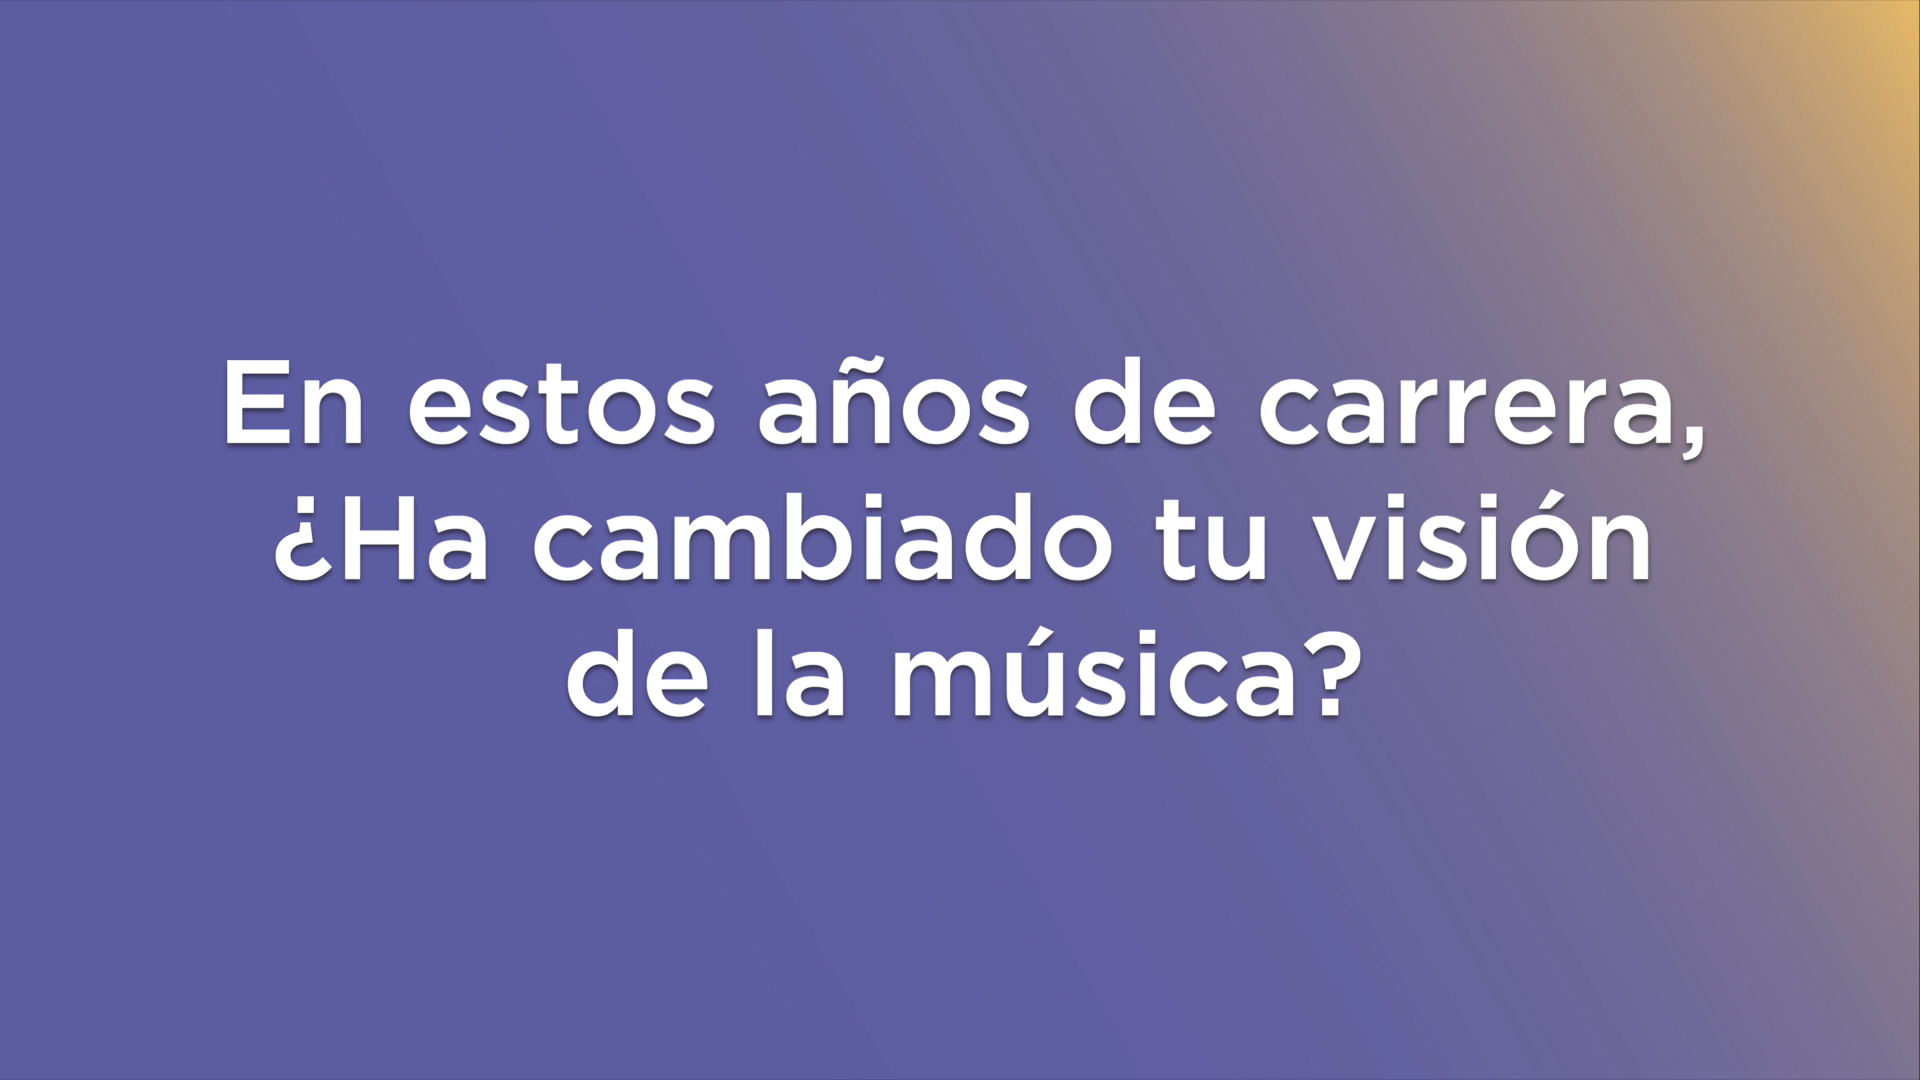 En estos años de carrera,
¿Ha cambiado tu visión
de la música?